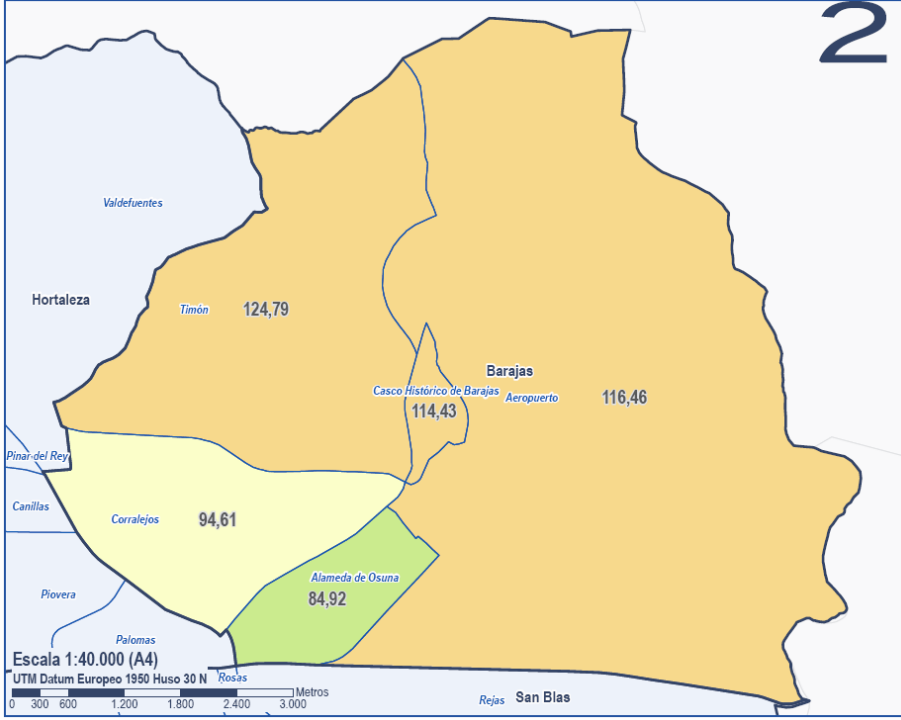 2
Valdefuentes
Hortaleza
Timón
124,79
Barajas
Casco Histórico de Barajas
Aeropuerto
116,46
114,43
Pinar del Rey
Canillas
Corralejos
94,61
Alameda de Osuna
84,92
Piovera
Palomas
Escala 1:40.000 (A4)
UTM Datum Europeo 1950 Huso 30 N
Rosas
0 300 600 1.200 1.800 2.400 3.000 Metros
Rejas
San Blas